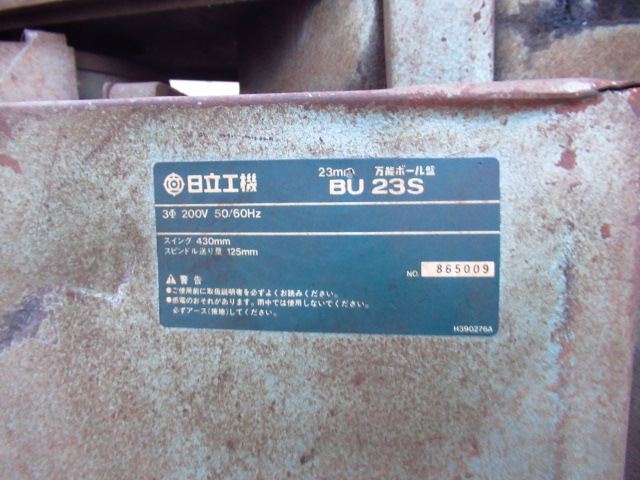 日立工機
23mm 万能ボール盤
BU 23S
3Φ 200V 50/60Hz
スイング 430mm
スピンドル送り量 125mm
NO. 865009
⚠警告
●ご使用前に取扱説明書を必ずよくお読みください。
●感電のおそれがあります。雨中では使用しないでください。
必ずアース(接地)してください。
H390276A